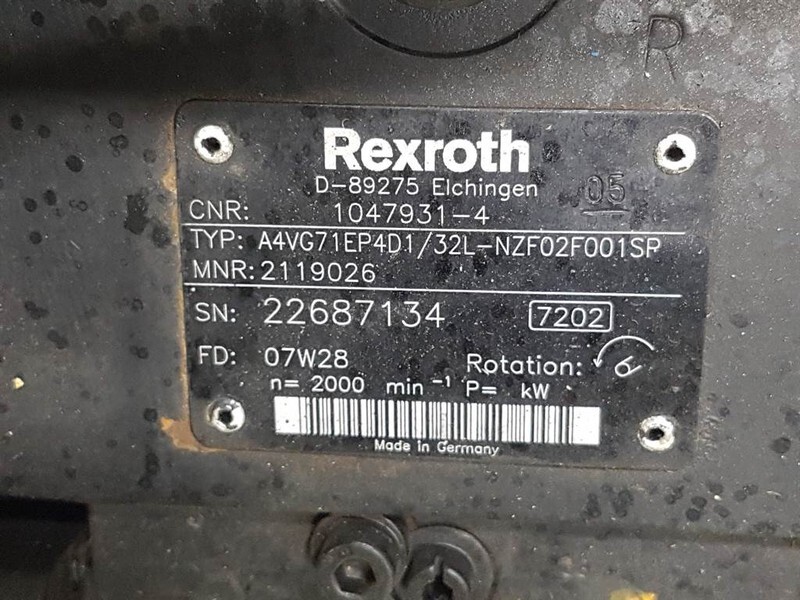 R
Rexroth
D-89275 Elchingen
05
CNR: 1047931-4
TYP: A4VG71EP4D1/32L-NZF02F001SP
MNR: 2119026
SN: 22687134 7202
FD: 07W28 Rotation:
n= 2000 min⁻¹ P= kW
Made in Germany